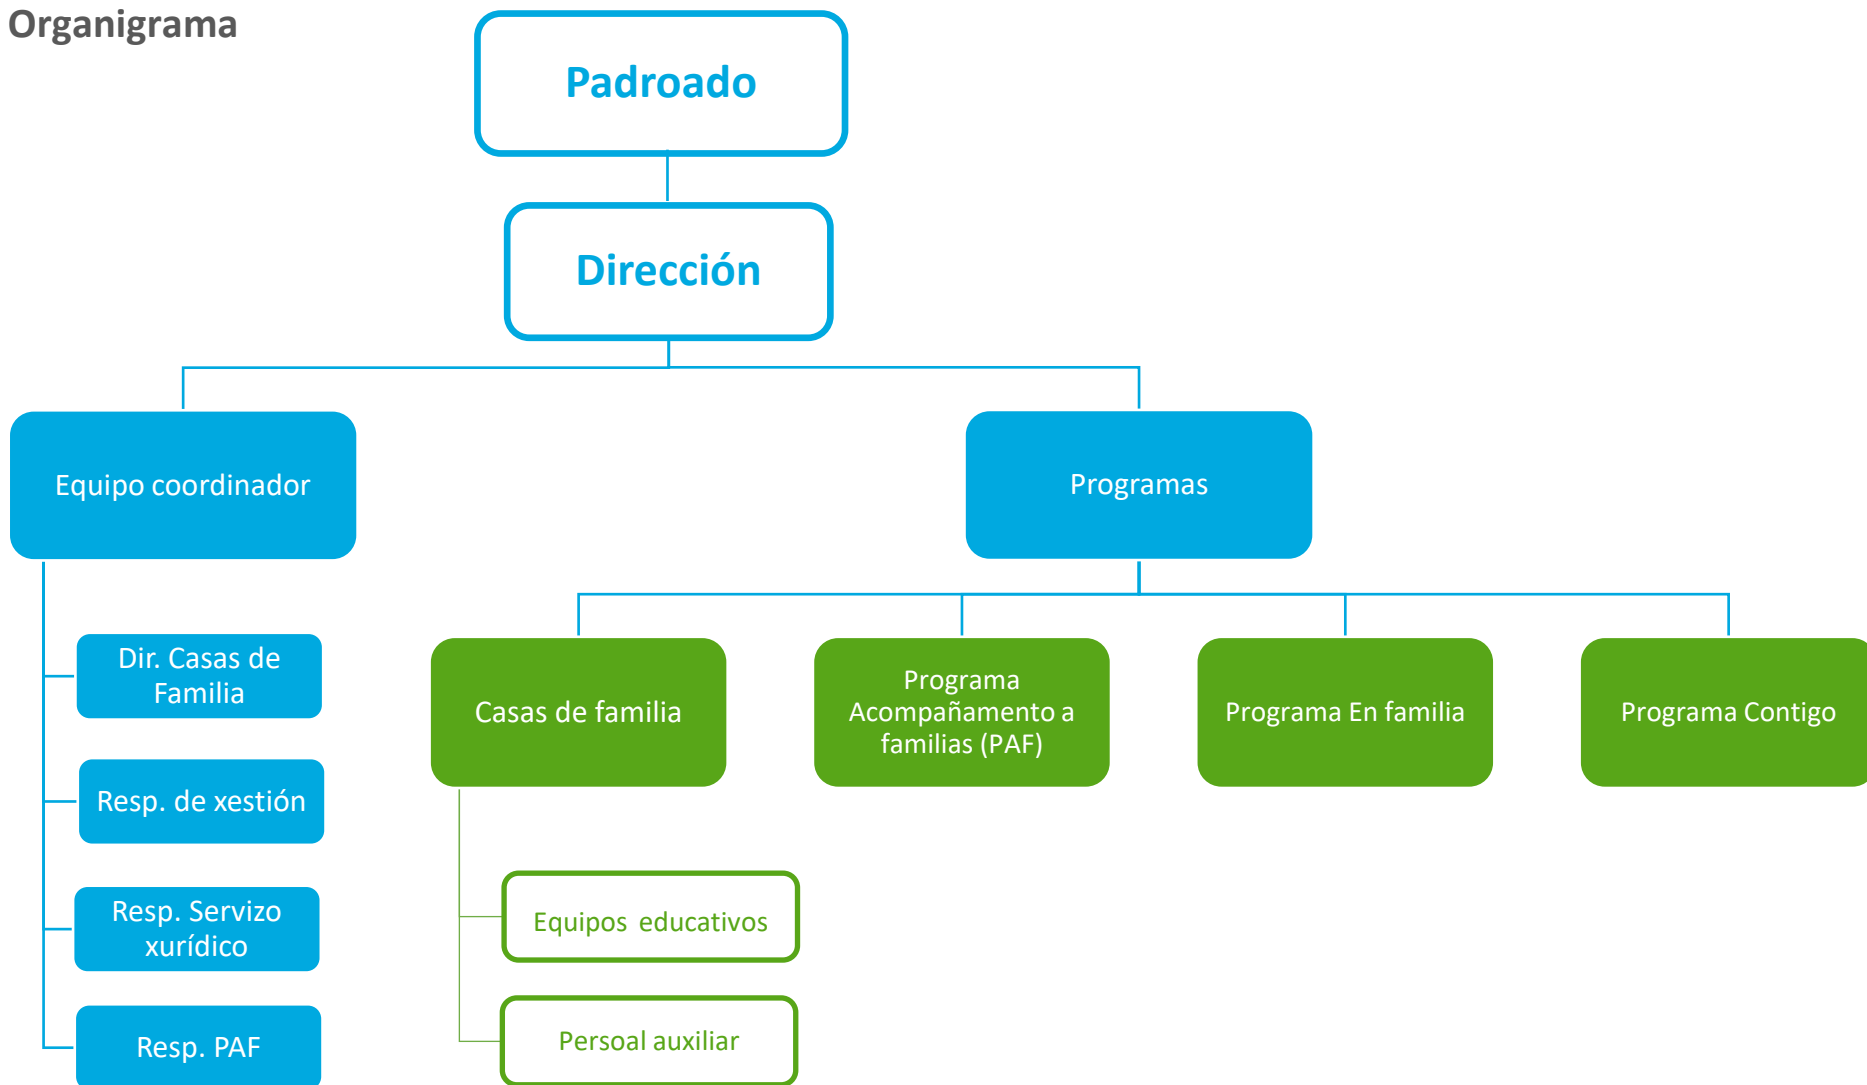 Organigrama
Padroado
Dirección
Equipo coordinador
Programas
Dir. Casas de
Familia
Resp. de xestión
Resp. Servizo
xurídico
Resp. PAF
Casas de familia
Programa
Acompañamento a
familias (PAF)
Programa En familia
Programa Contigo
Equipos educativos
Persoal auxiliar